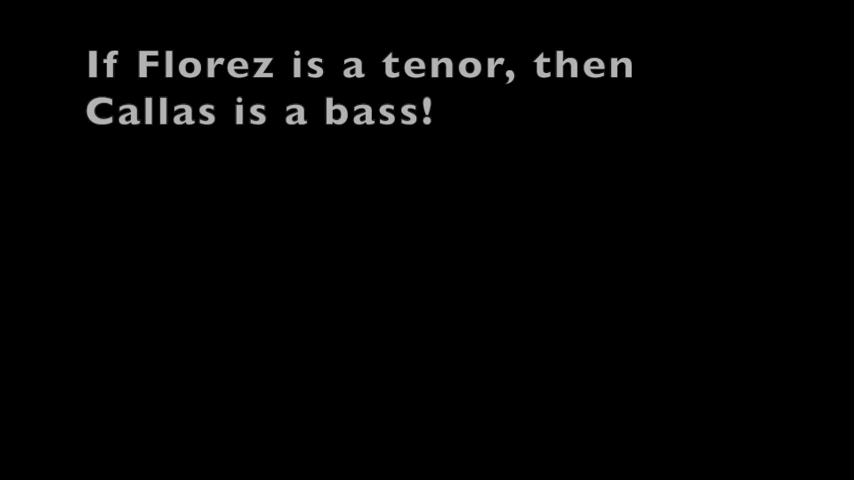 If Florez is a tenor, then
Callas is a bass!